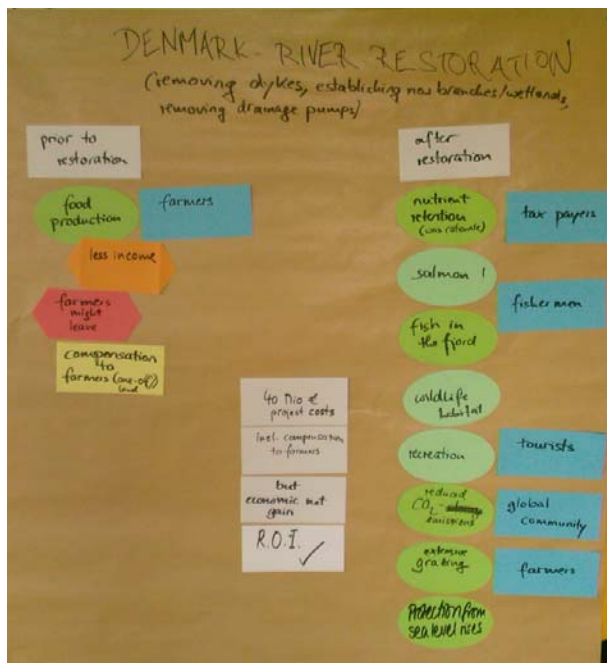 DENMARK - RIVER RESTORATION
(removing dykes, establishing new branches/wetlands,
removing drainage pumps)
prior to
restoration
food
production
farmers
less income
farmers
might
leave
compensation
to
farmers (one-off)
after
restoration
nutrient
retention
(was rationale)
tax payers
salmon !
fishermen
fish in
the fjord
wildlife
habitat
recreation
tourists
reduced
CO2-
emissions
global
community
extensive
grazing
farmers
Protection from
sea level rises
40 Mio €
project costs
incl. compensation
to farmers
but
economic net
gain
R.O.I. ✓